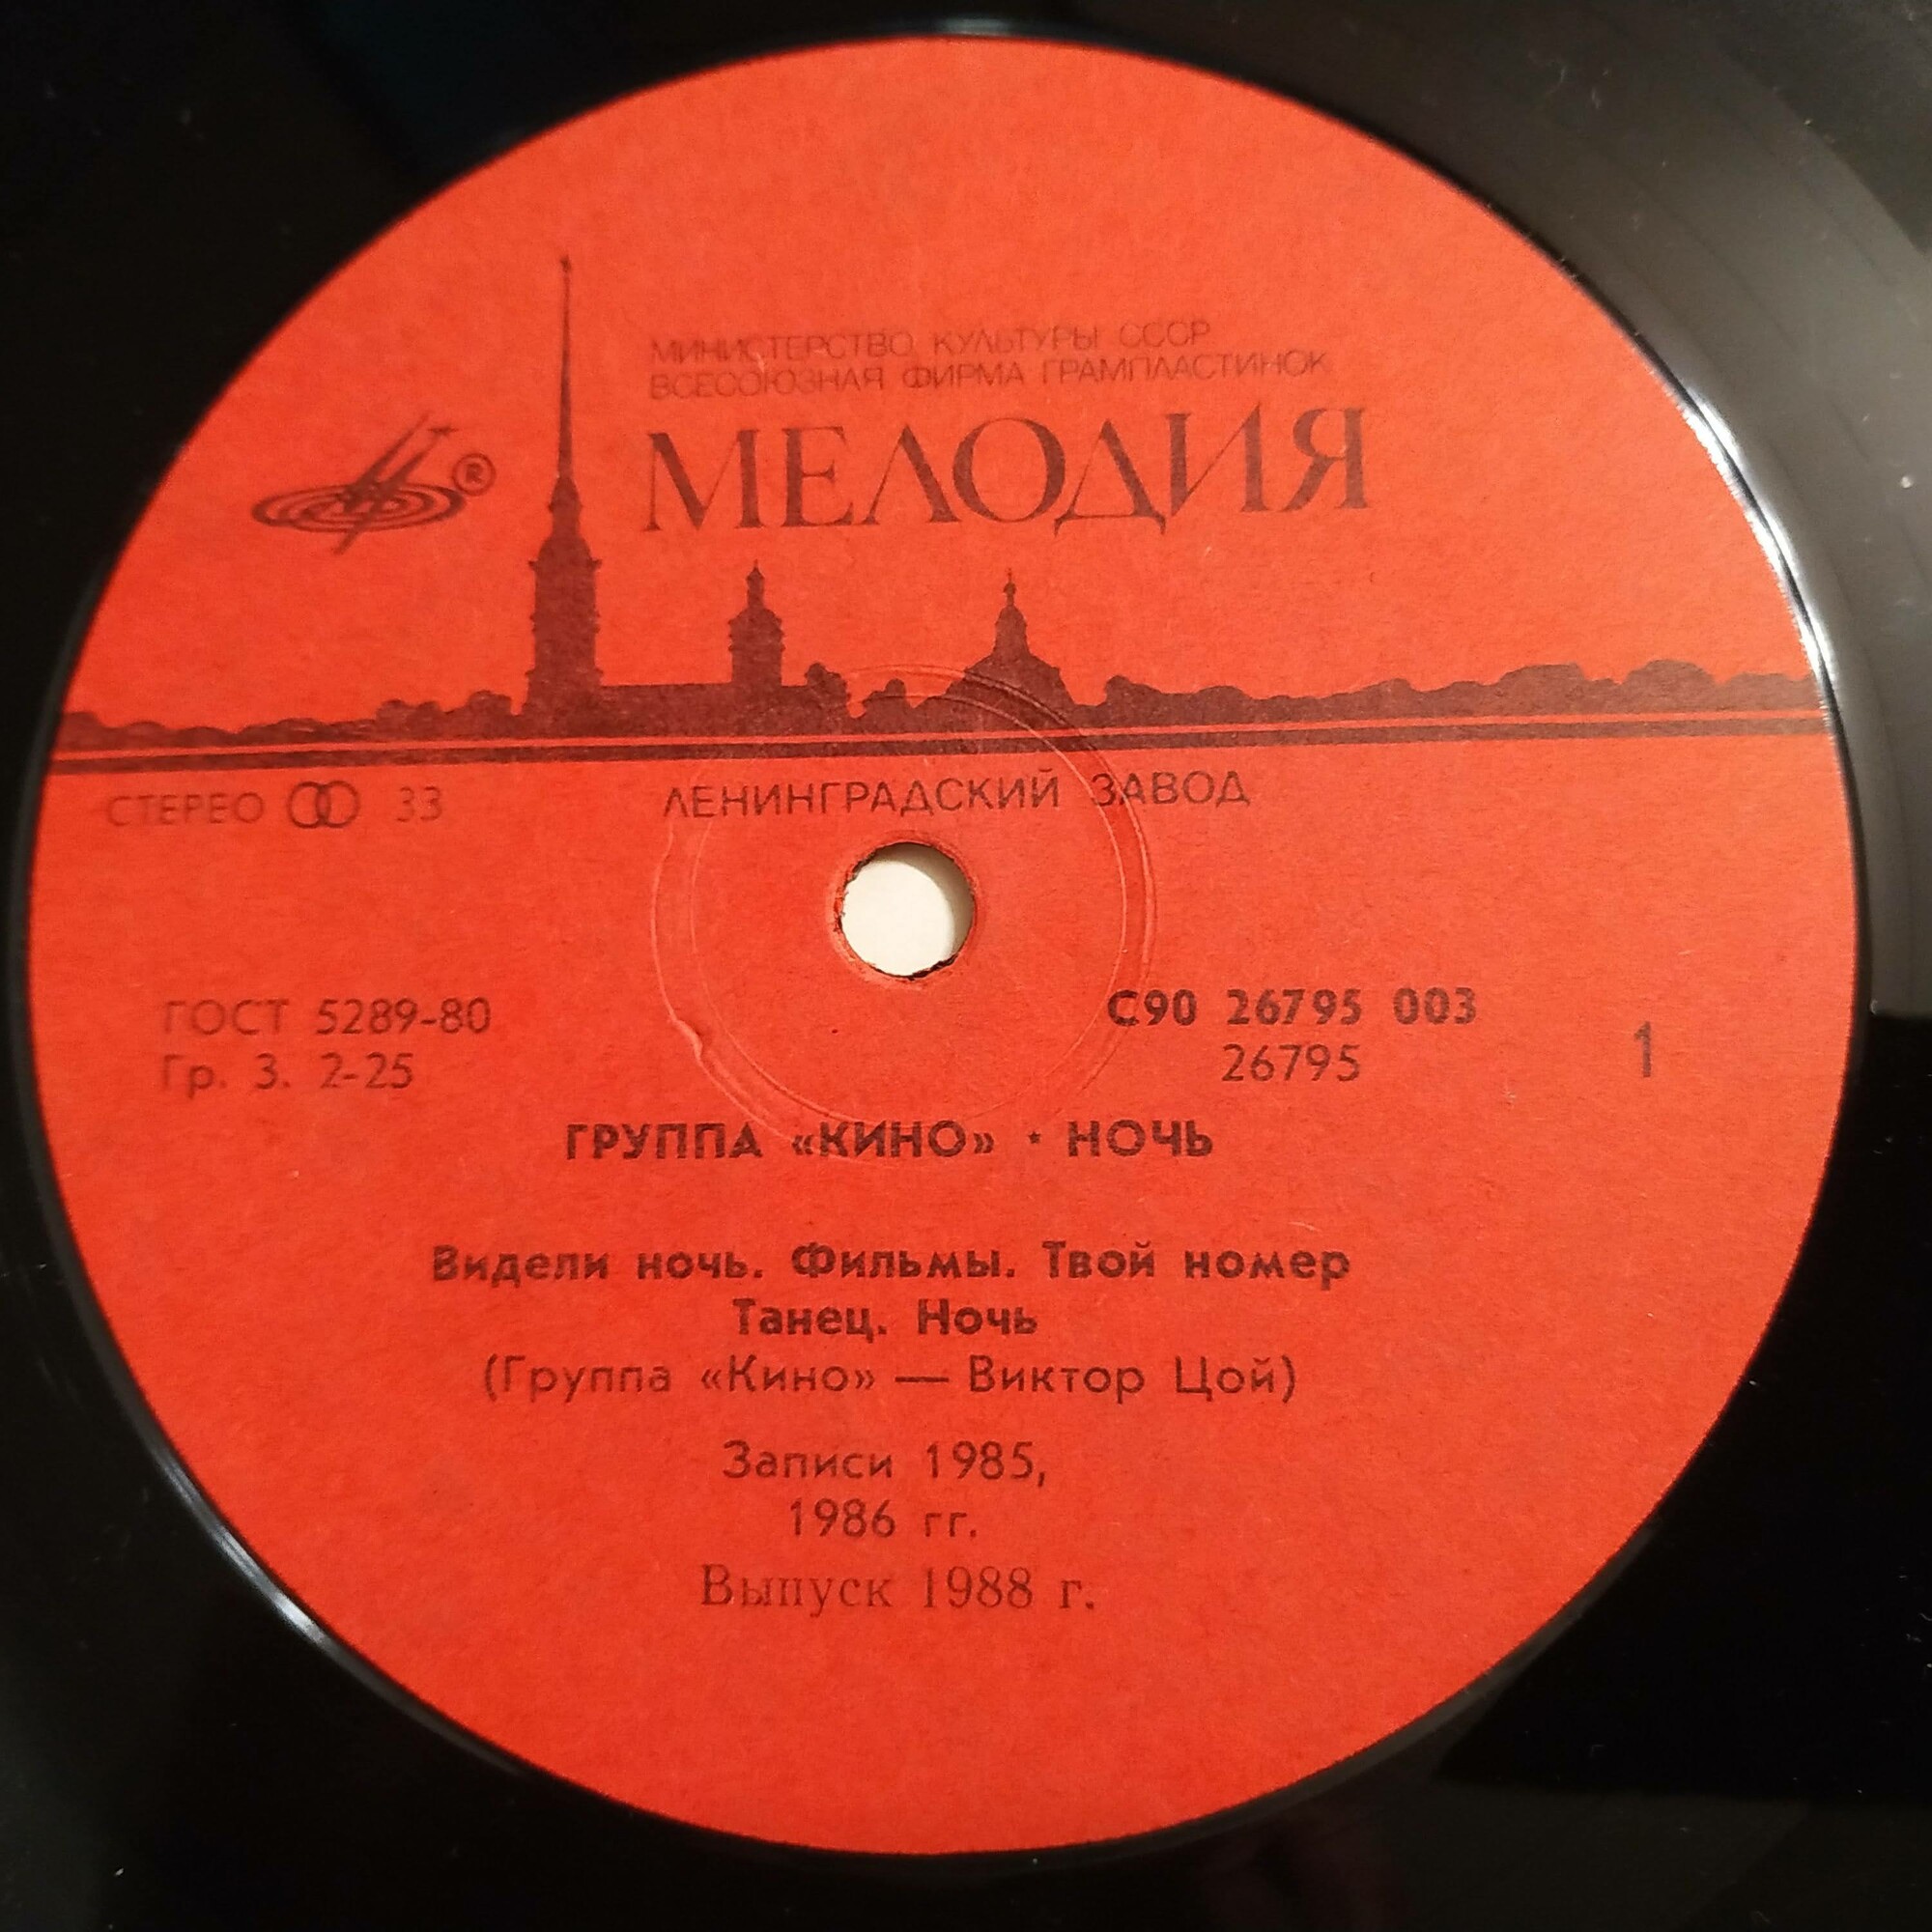 МИНИСТЕРСТВО КУЛЬТУРЫ СССР
ВСЕСОЮЗНАЯ ФИРМА ГРАМПЛАСТИНОК
МЕЛОДИЯ
®
СТЕРЕО 33
ЛЕНИНГРАДСКИЙ ЗАВОД
ГОСТ 5289-80
Гр. 3. 2-25
С90 26795 003
26795
1
ГРУППА «КИНО» * НОЧЬ
Видели ночь. Фильмы. Твой номер
Танец. Ночь
(Группа «Кино» — Виктор Цой)
Записи 1985,
1986 гг.
Выпуск 1988 г.